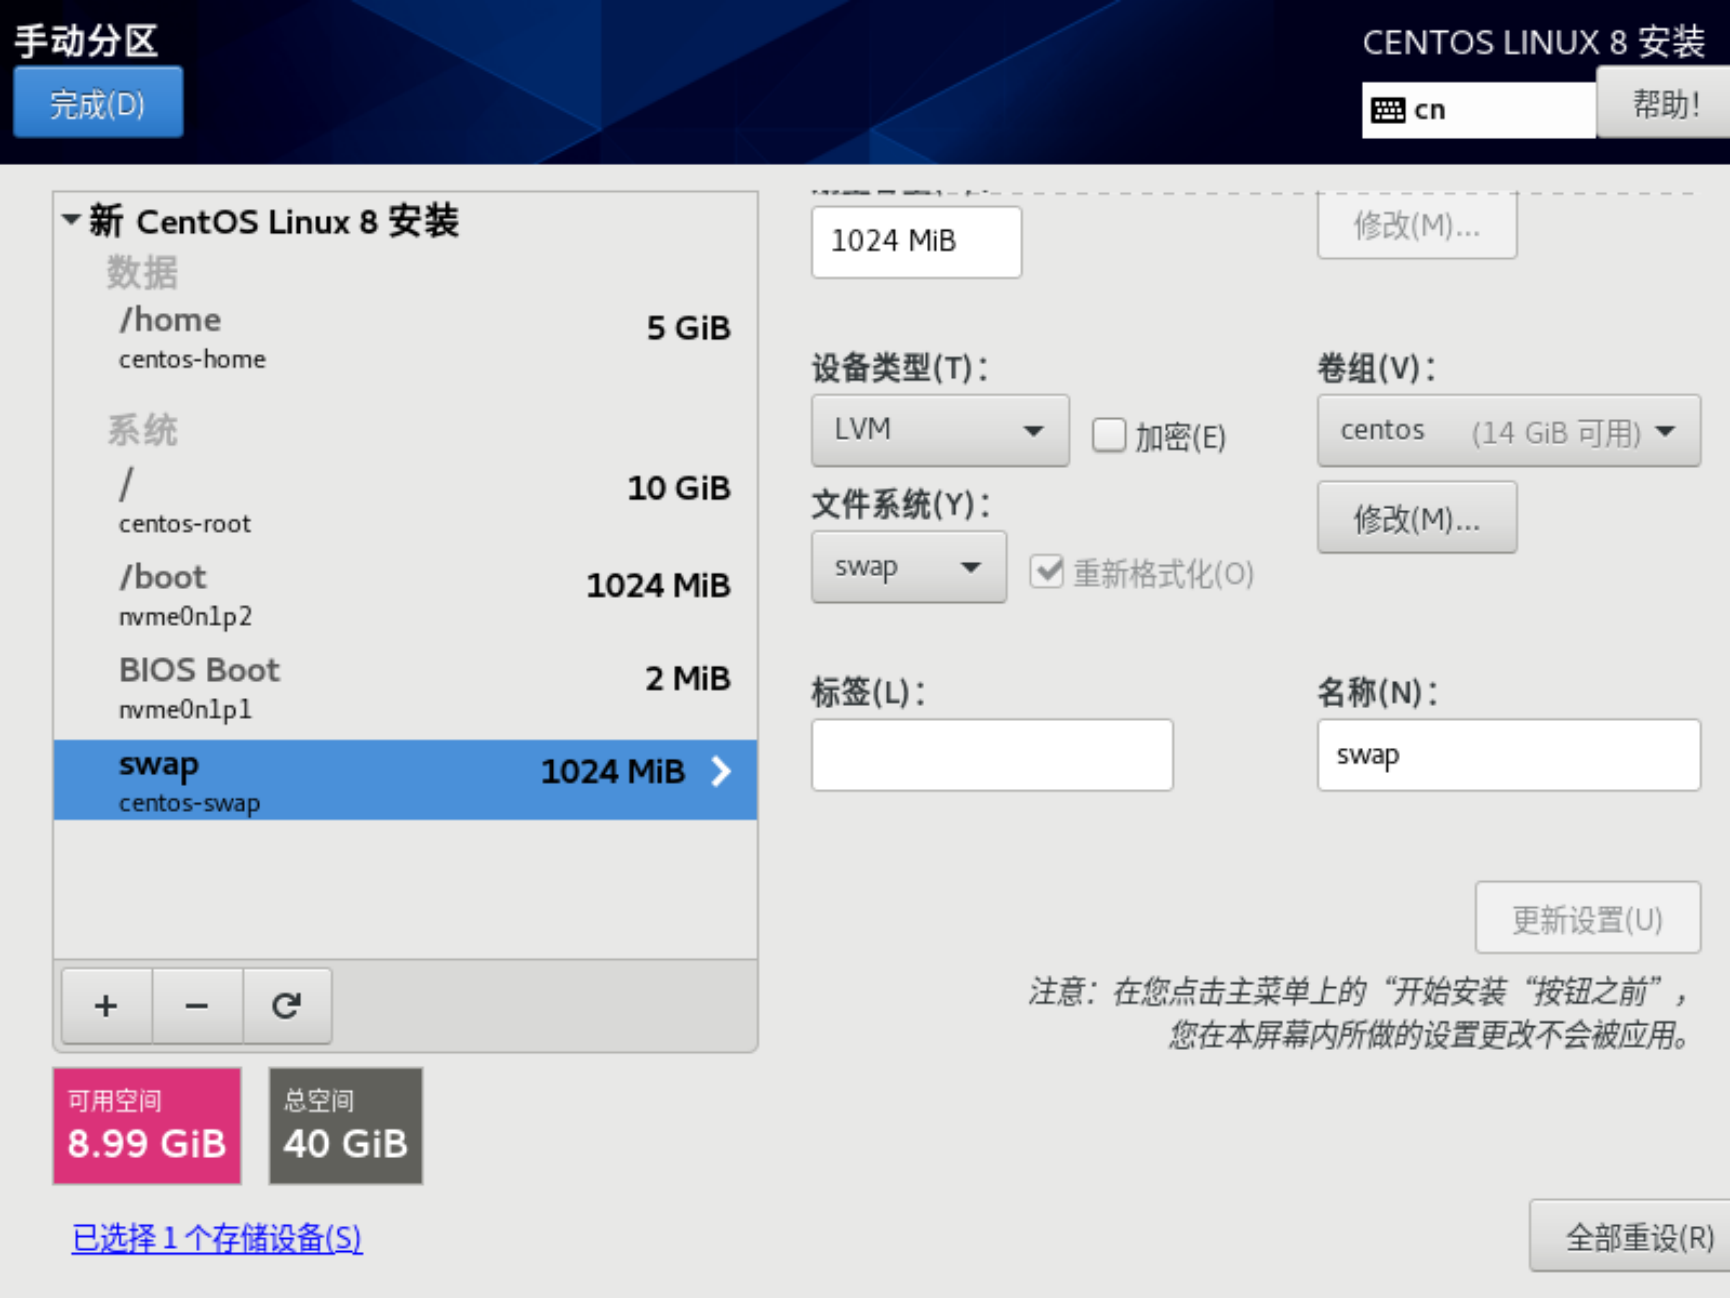 手动分区
完成(D)
CENTOS LINUX 8 安装
cn
帮助!
新 CentOS Linux 8 安装
数据
/home
5 GiB
centos-home
系统
/
10 GiB
centos-root
/boot
1024 MiB
nvme0n1p2
BIOS Boot
2 MiB
nvme0n1p1
swap
1024 MiB
centos-swap
+ −
可用空间
8.99 GiB
总空间
40 GiB
已选择 1 个存储设备(S)
1024 MiB
修改(M)...
设备类型(T)：
LVM
加密(E)
卷组(V)：
centos (14 GiB 可用)
修改(M)...
文件系统(Y)：
swap
重新格式化(O)
标签(L)：
名称(N)：
swap
更新设置(U)
注意：在您点击主菜单上的“开始安装“按钮之前”，
您在本屏幕内所做的设置更改不会被应用。
全部重设(R)